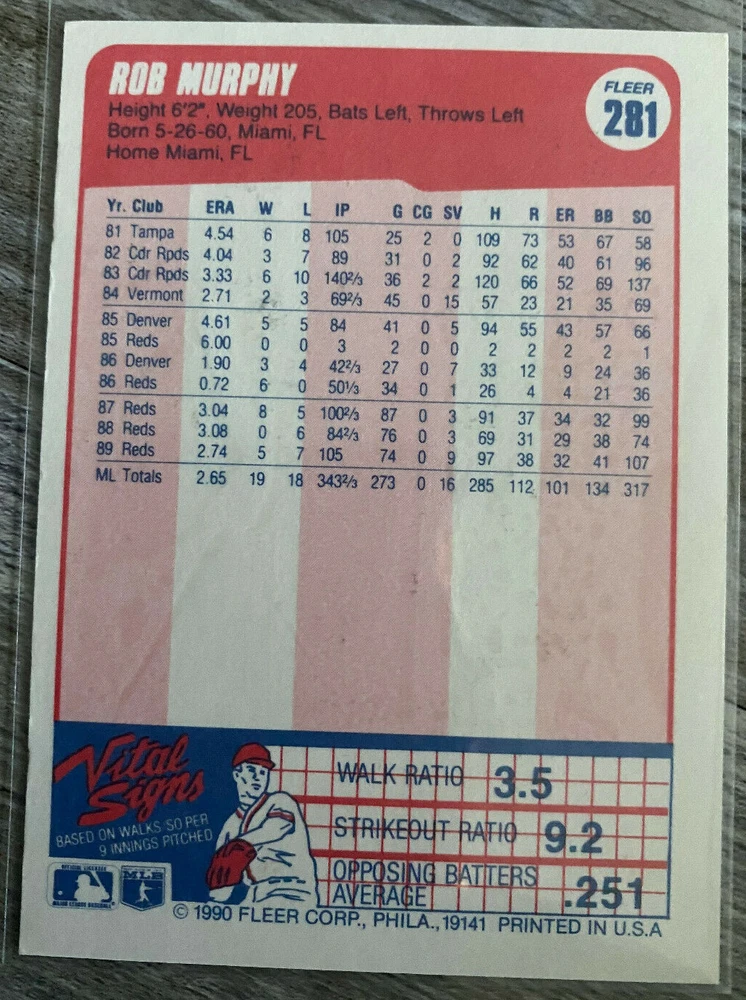 ROB MURPHY
FLEER
281
Height 6'2", Weight 205, Bats Left, Throws Left
Born 5-26-60, Miami, FL
Home Miami, FL
Yr. Club ERA W L IP G CG SV H R ER BB SO
81 Tampa 4.54 6 8 105 25 2 0 109 73 53 67 58
82 Cdr Rpds 4.04 3 7 89 31 0 2 92 62 40 61 96
83 Cdr Rpds 3.33 6 10 140²/₃ 36 2 2 120 66 52 69 137
84 Vermont 2.71 2 3 69²/₃ 45 0 15 57 23 21 35 69
85 Denver 4.61 5 5 84 41 0 5 94 55 43 57 66
85 Reds 6.00 0 0 3 2 0 0 2 2 2 2 1
86 Denver 1.90 3 4 42²/₃ 27 0 7 33 12 9 24 36
86 Reds 0.72 6 0 50¹/₃ 34 0 1 26 4 4 21 36
87 Reds 3.04 8 5 100²/₃ 87 0 3 91 37 34 32 99
88 Reds 3.08 0 6 84²/₃ 76 0 3 69 31 29 38 74
89 Reds 2.74 5 7 105 74 0 9 97 38 32 41 107
ML Totals 2.65 19 18 343²/₃ 273 0 16 285 112 101 134 317
Vital
Signs
BASED ON WALKS/SO PER
9 INNINGS PITCHED
WALK RATIO 3.5
STRIKEOUT RATIO 9.2
OPPOSING BATTERS
AVERAGE .251
MLB
© 1990 FLEER CORP., PHILA., 19141 PRINTED IN U.S.A